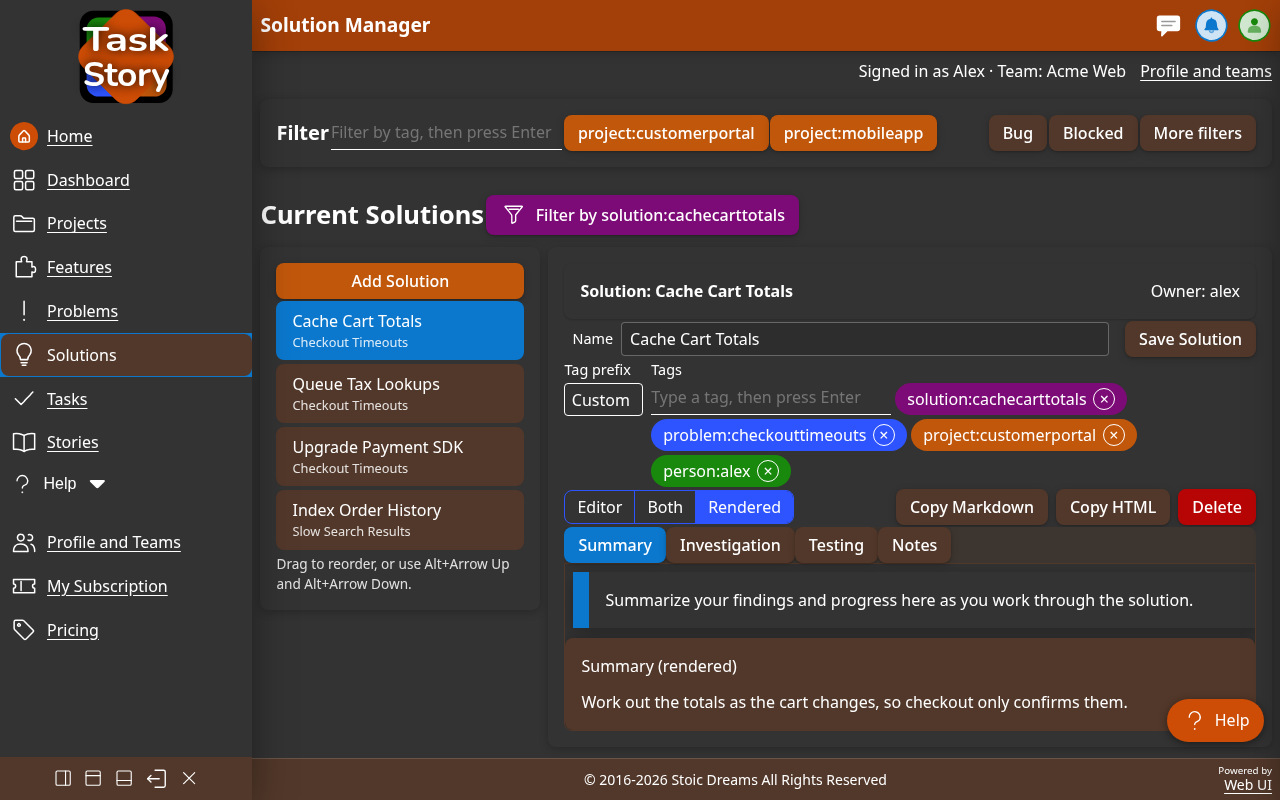 Task
Story
Home
Dashboard
Projects
Features
Problems
Solutions
Tasks
Stories
Help
Profile and Teams
My Subscription
Pricing
Solution Manager
Signed in as Alex · Team: Acme Web Profile and teams
Filter Filter by tag, then press Enter project:customerportal project:mobileapp Bug Blocked More filters
Current Solutions Filter by solution:cachecarttotals
Add Solution
Cache Cart Totals
Checkout Timeouts
Queue Tax Lookups
Checkout Timeouts
Upgrade Payment SDK
Checkout Timeouts
Index Order History
Slow Search Results
Drag to reorder, or use Alt+Arrow Up
and Alt+Arrow Down.
Solution: Cache Cart Totals Owner: alex
Name Cache Cart Totals Save Solution
Tag prefix Tags
Custom Type a tag, then press Enter solution:cachecarttotals
problem:checkouttimeouts project:customerportal
person:alex
Editor Both Rendered Copy Markdown Copy HTML Delete
Summary Investigation Testing Notes
Summarize your findings and progress here as you work through the solution.
Summary (rendered)
Work out the totals as the cart changes, so checkout only confirms them.
Help
© 2016-2026 Stoic Dreams All Rights Reserved
Powered by
Web UI